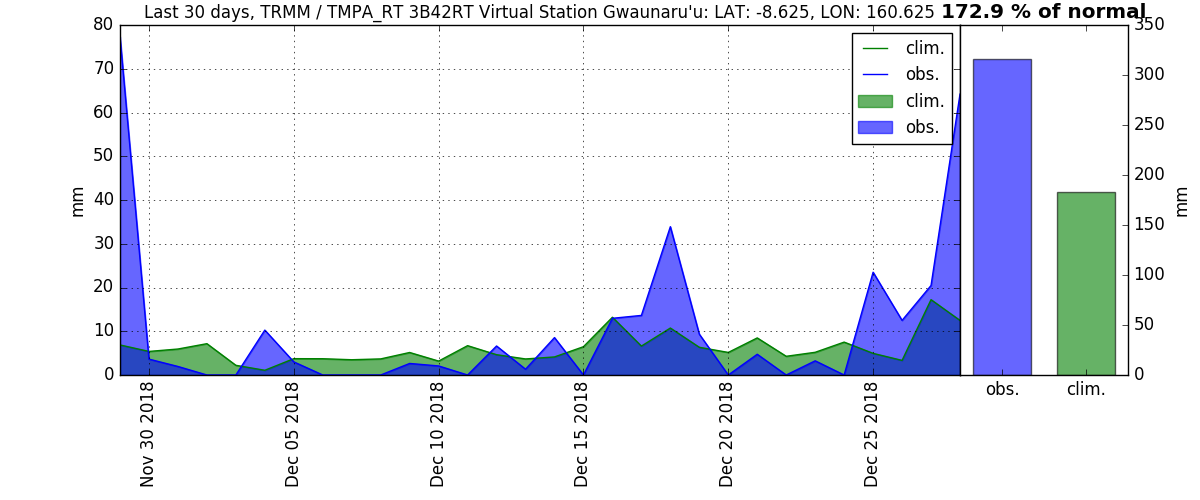 Last 30 days, TRMM / TMPA_RT 3B42RT Virtual Station Gwaunaru'u: LAT: -8.625, LON: 160.625 172.9 % of normal
80
70
60
50
40
30
20
10
0
mm
Nov 30 2018
Dec 05 2018
Dec 10 2018
Dec 15 2018
Dec 20 2018
Dec 25 2018
clim.
obs.
clim.
obs.
350
300
250
200
150
100
50
0
mm
obs.
clim.